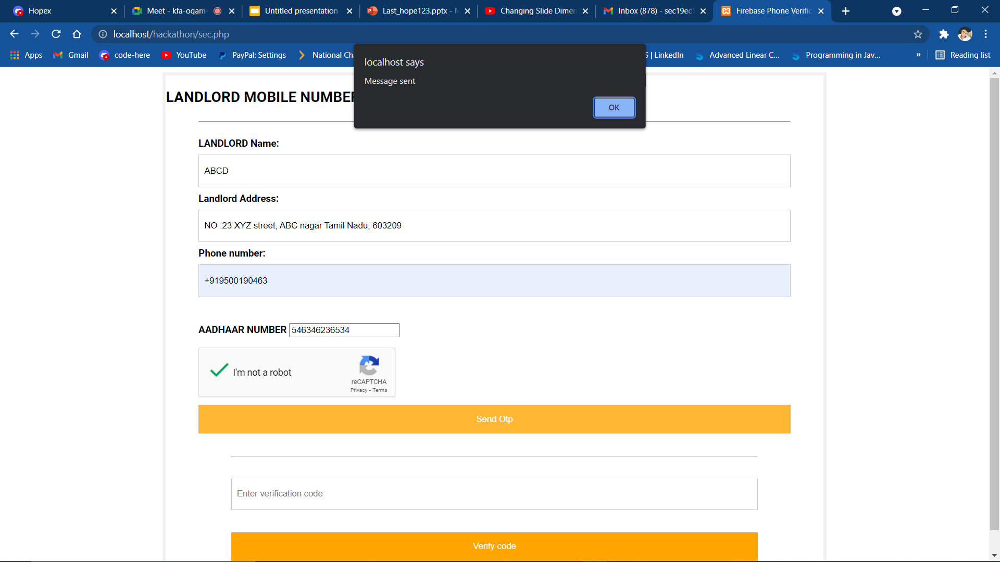 Hopex
Meet - kfa-oqam-
Untitled presentation
Last_hope123.pptx -
Changing Slide Dimen
Inbox (878) - sec19ec
Firebase Phone Verific
localhost/hackathon/sec.php
Apps
Gmail
code-here
YouTube
PayPal: Settings
National Ch
S | LinkedIn
Advanced Linear C...
Programming in Jav...
»
Reading list
localhost says
Message sent
OK
LANDLORD MOBILE NUMBER
LANDLORD Name:
ABCD
Landlord Address:
NO :23 XYZ street, ABC nagar Tamil Nadu, 603209
Phone number:
+919500190463
AADHAAR NUMBER 546346236534
I'm not a robot
reCAPTCHA
Privacy - Terms
Send Otp
Enter verification code
Verify code